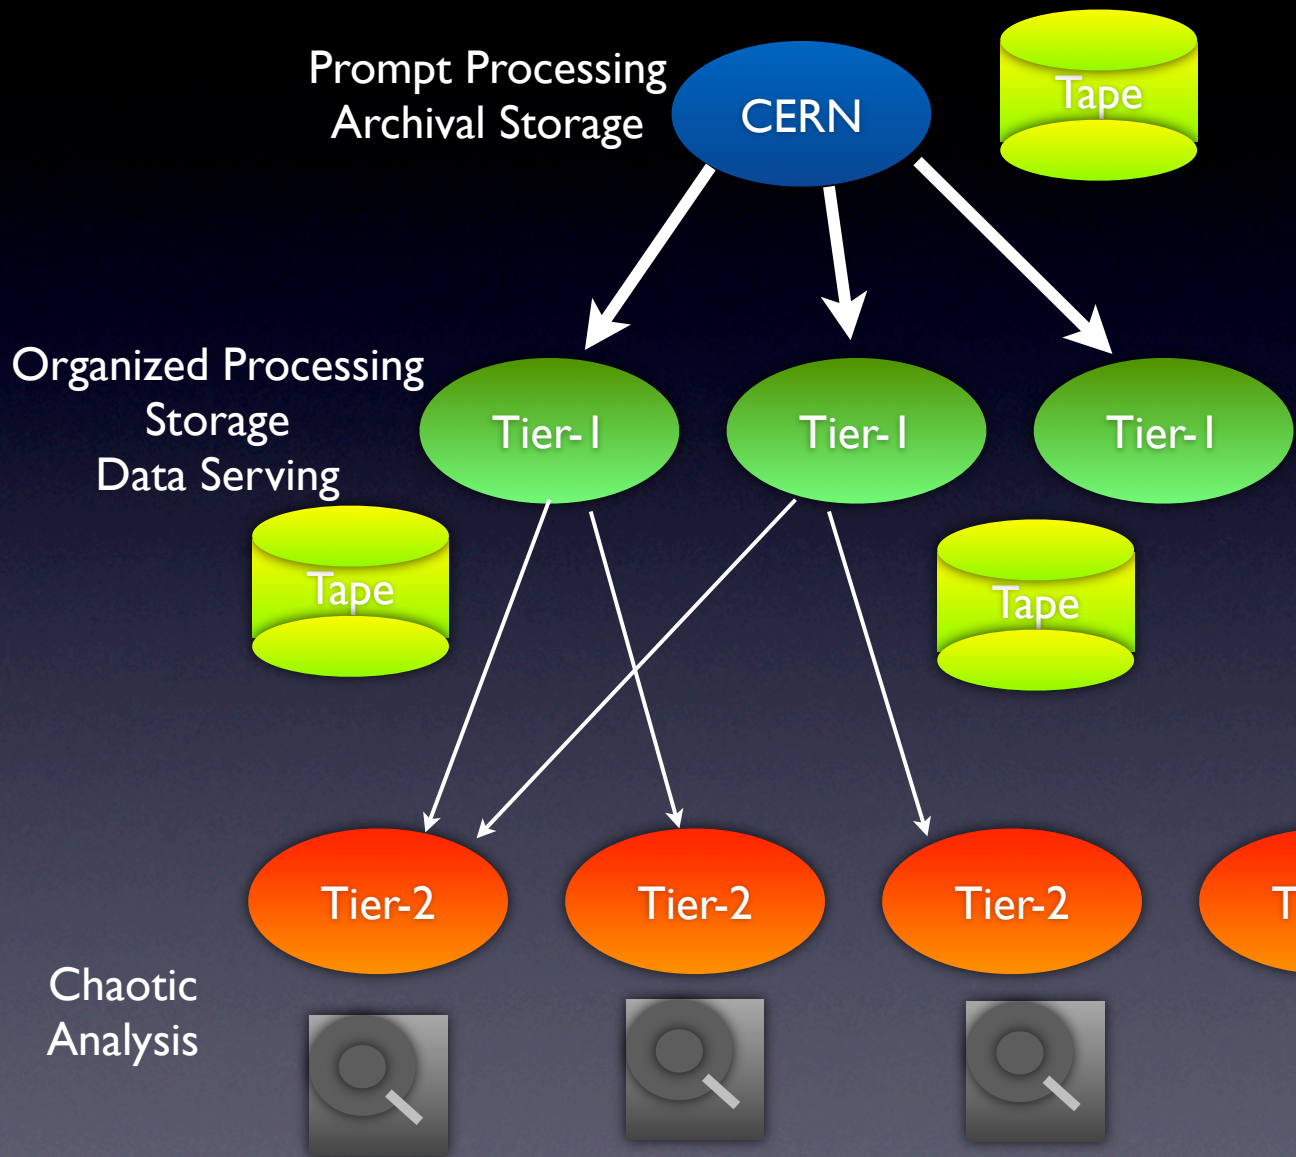 Prompt Processing
Archival Storage
CERN
Tape
Organized Processing
Storage
Data Serving
Tier-1
Tier-1
Tier-1
Tape
Tape
Tier-2
Tier-2
Tier-2
T
Chaotic
Analysis